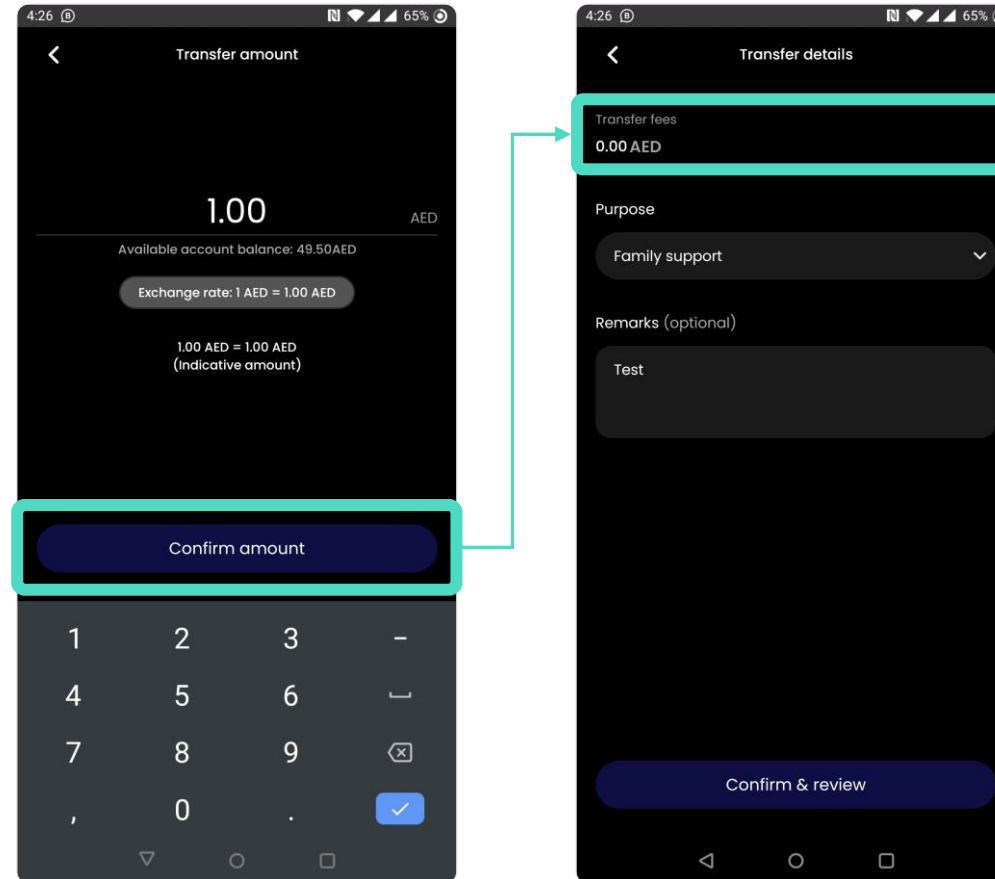 4:26 65%
Transfer amount
1.00 AED
Available account balance: 49.50AED
Exchange rate: 1 AED = 1.00 AED
1.00 AED = 1.00 AED
(Indicative amount)
Confirm amount
1 2 3 -
4 5 6
7 8 9
, 0 .
4:26 65%
Transfer details
Transfer fees
0.00 AED
Purpose
Family support
Remarks (optional)
Test
Confirm & review